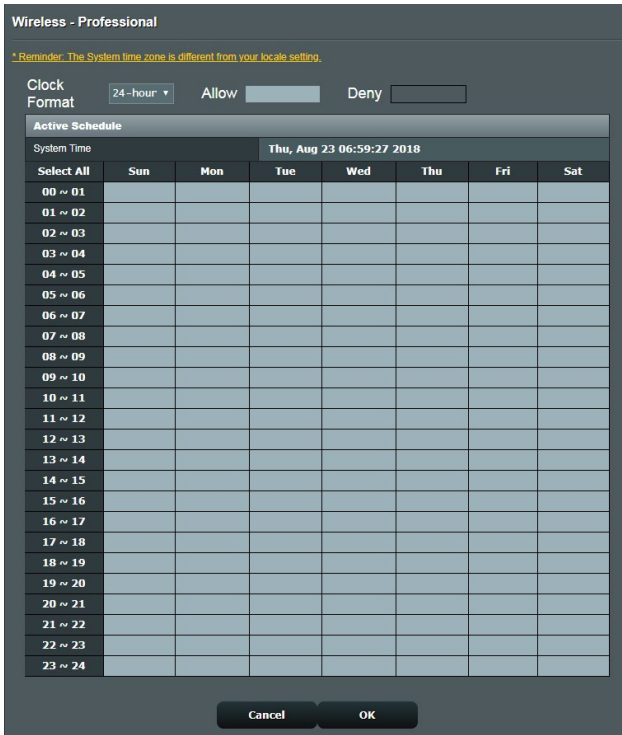 Wireless - Professional
* Reminder: The System time zone is different from your locale setting.
Clock Format 24-hour Allow Deny
Active Schedule
System Time Thu, Aug 23 06:59:27 2018
Select All Sun Mon Tue Wed Thu Fri Sat
00 ~ 01
01 ~ 02
02 ~ 03
03 ~ 04
04 ~ 05
05 ~ 06
06 ~ 07
07 ~ 08
08 ~ 09
09 ~ 10
10 ~ 11
11 ~ 12
12 ~ 13
13 ~ 14
14 ~ 15
15 ~ 16
16 ~ 17
17 ~ 18
18 ~ 19
19 ~ 20
20 ~ 21
21 ~ 22
22 ~ 23
23 ~ 24
Cancel OK